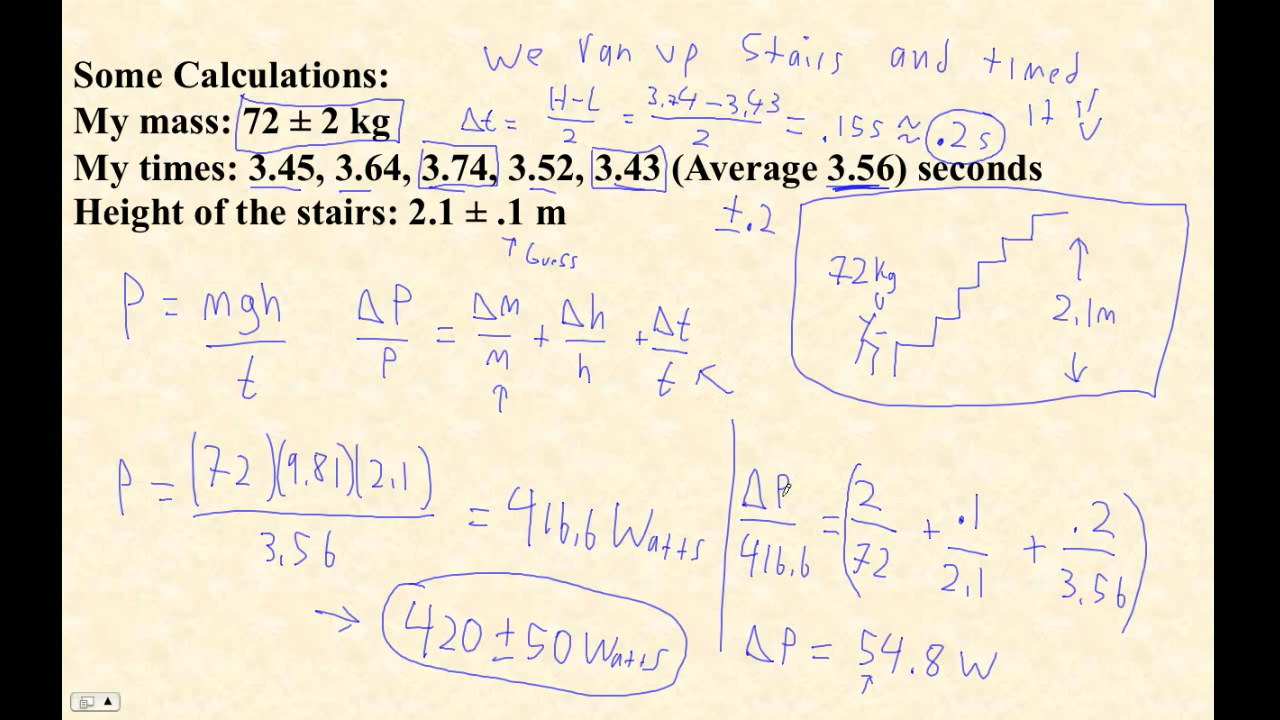 We ran up Stairs and timed it
Some Calculations:
My mass: 72 ± 2 kg
Δt = H-L/2 = 3.74-3.43/2 = .15s ≈ .2s
My times: 3.45, 3.64, 3.74, 3.52, 3.43 (Average 3.56) seconds
±.2
Height of the stairs: 2.1 ± .1 m
↑ Guess
72kg
2.1m
P = mgh/t
ΔP/P = Δm/m + Δh/h + Δt/t
P = (72)(9.81)(2.1)/3.56 = 416.6 Watts
ΔP/416.6 = (2/72 + .1/2.1 + .2/3.56)
→ 420 ± 50 Watts
ΔP = 54.8 W